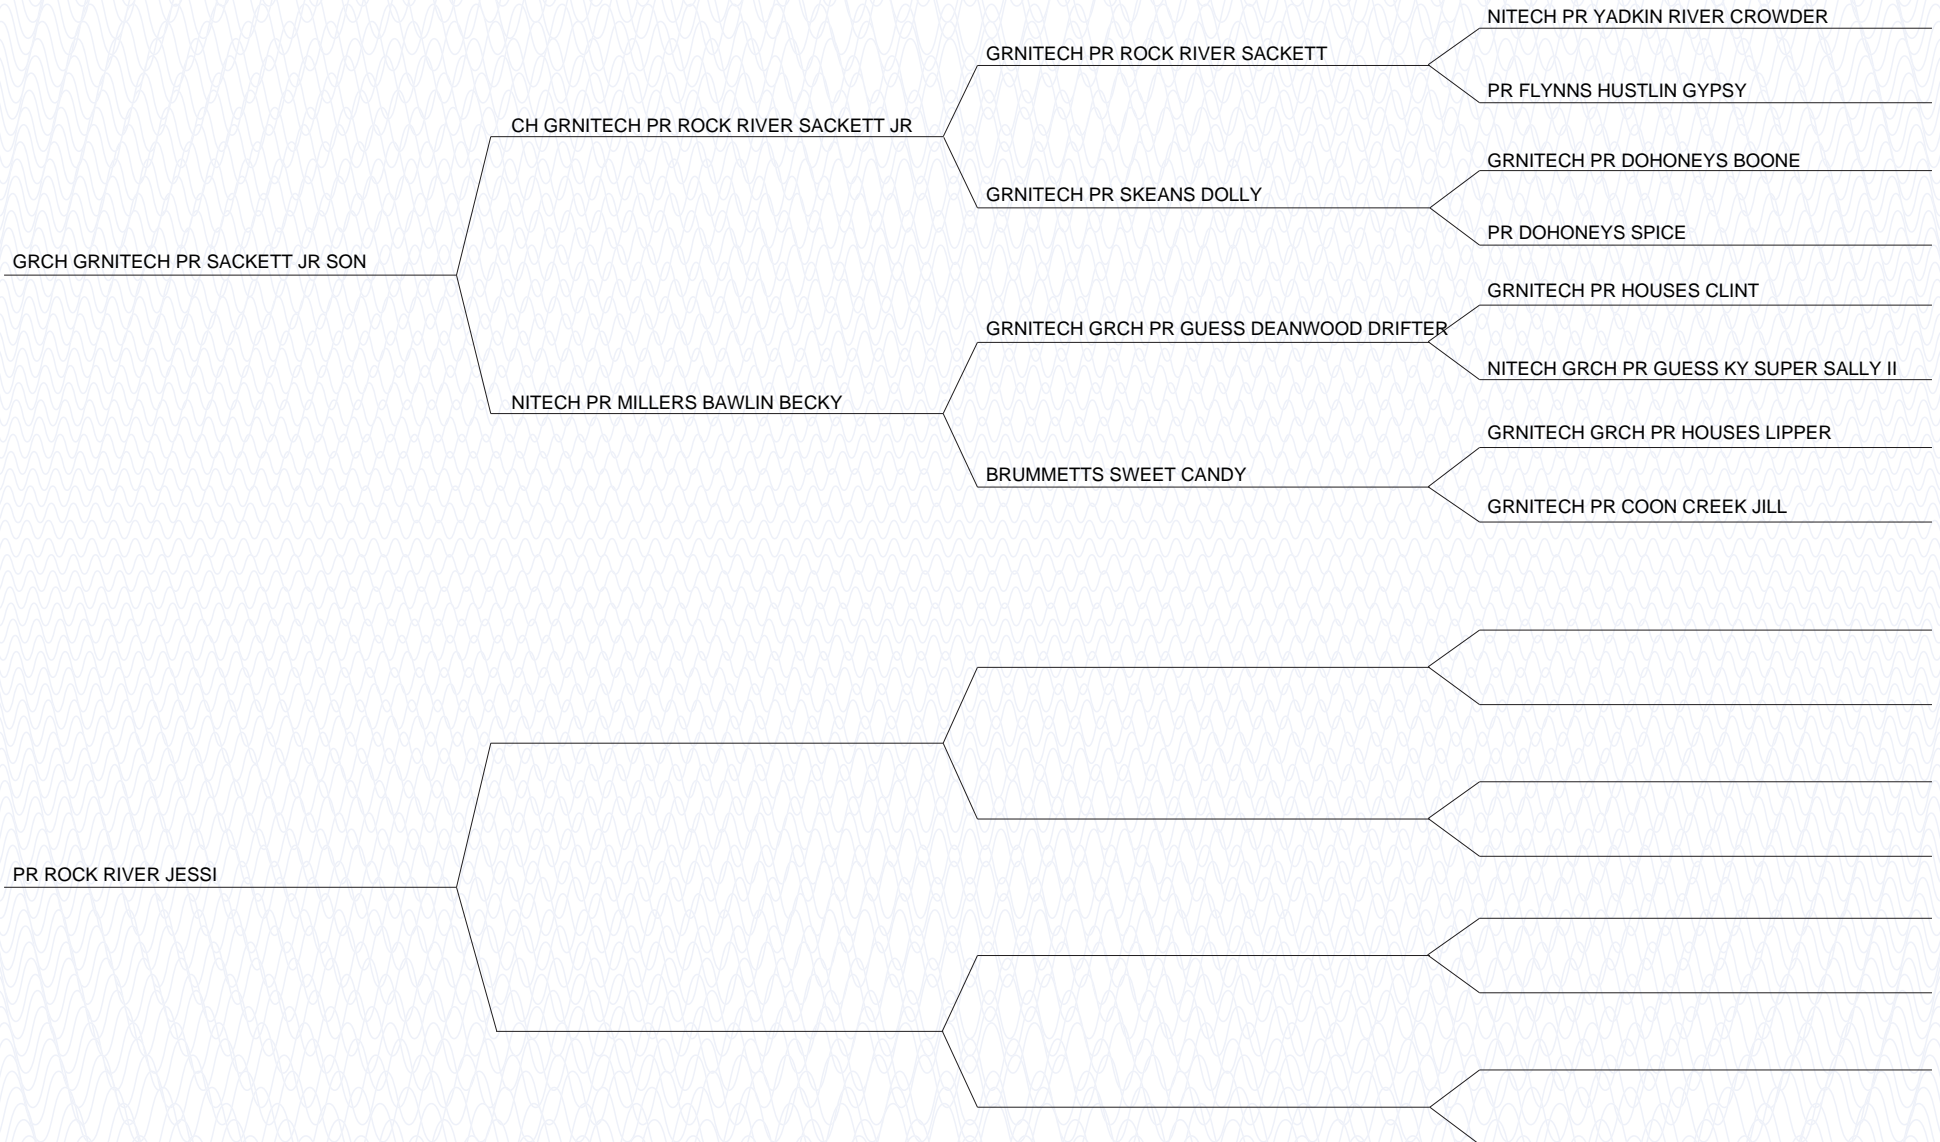 NITECH PR YADKIN RIVER CROWDER
GRNITECH PR ROCK RIVER SACKETT
PR FLYNNS HUSTLIN GYPSY
CH GRNITECH PR ROCK RIVER SACKETT JR
GRNITECH PR DOHONEYS BOONE
GRNITECH PR SKEANS DOLLY
PR DOHONEYS SPICE
GRCH GRNITECH PR SACKETT JR SON
GRNITECH PR HOUSES CLINT
GRNITECH GRCH PR GUESS DEANWOOD DRIFTER
NITECH GRCH PR GUESS KY SUPER SALLY II
NITECH PR MILLERS BAWLIN BECKY
GRNITECH GRCH PR HOUSES LIPPER
BRUMMETTS SWEET CANDY
GRNITECH PR COON CREEK JILL
PR ROCK RIVER JESSI